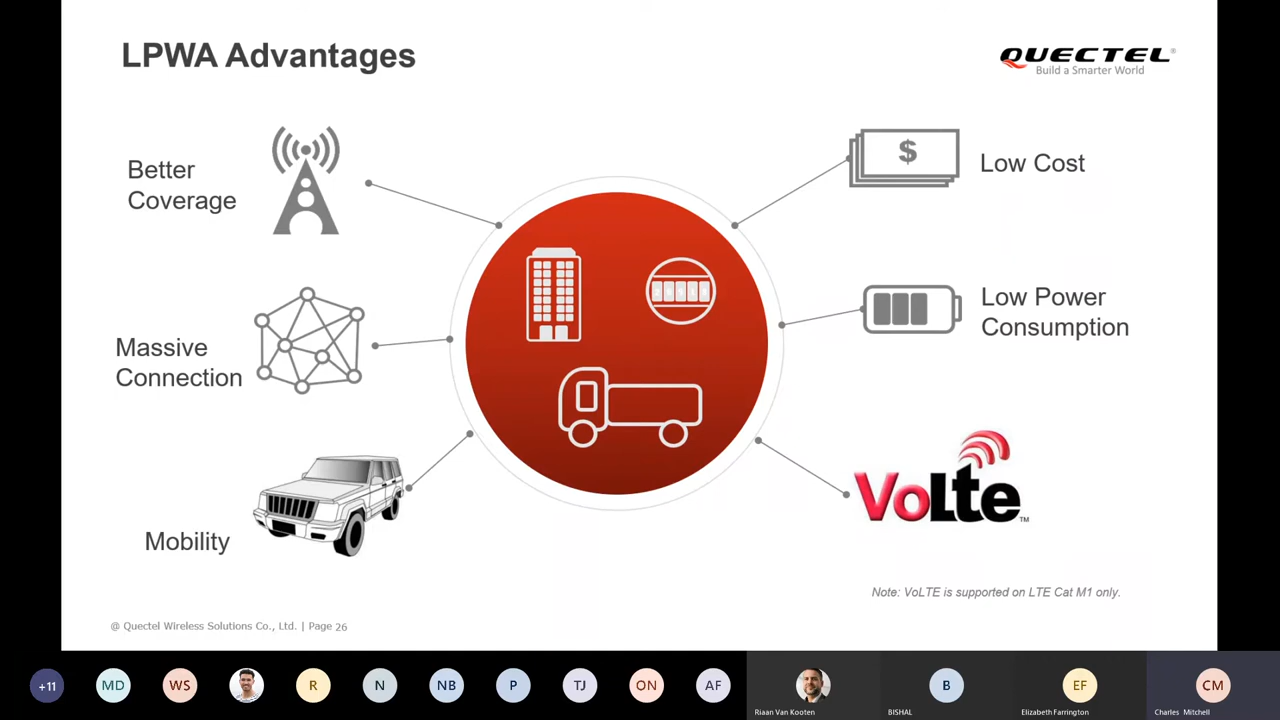 LPWA Advantages
QUECTEL®
Build a Smarter World
Better
Coverage
$
Low Cost
Massive
Connection
Low Power
Consumption
Mobility
VoLte™
Note: VoLTE is supported on LTE Cat M1 only.
@ Quectel Wireless Solutions Co., Ltd. | Page 26
+11
MD
WS
R
N
NB
P
TJ
ON
AF
Riaan Van Kooten
B
BISHAL
EF
Elizabeth Farrington
CM
Charles Mitchell